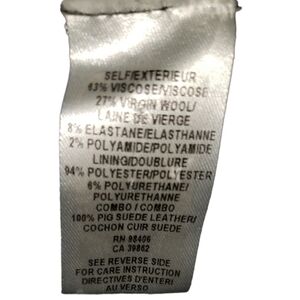 SELF/EXTERIEUR
63% VISCOSE/VISCOSE
27% VIRGIN WOOL/
LAINE DE VIERGE
8% ELASTANE/ELASTHANNE
2% POLYAMIDE/POLYAMIDE
LINING/DOUBLURE
94% POLYESTER/POLYESTER
6% POLYURETHANE/
POLYURETHANE
COMBO / COMBO
100% PIG SUEDE LEATHER/
COCHON CUIR SUEDE
RN 98406
CA 39862
SEE REVERSE SIDE
FOR CARE INSTRUCTION
DIRECTIVES D'ENTERI
AU VERSO